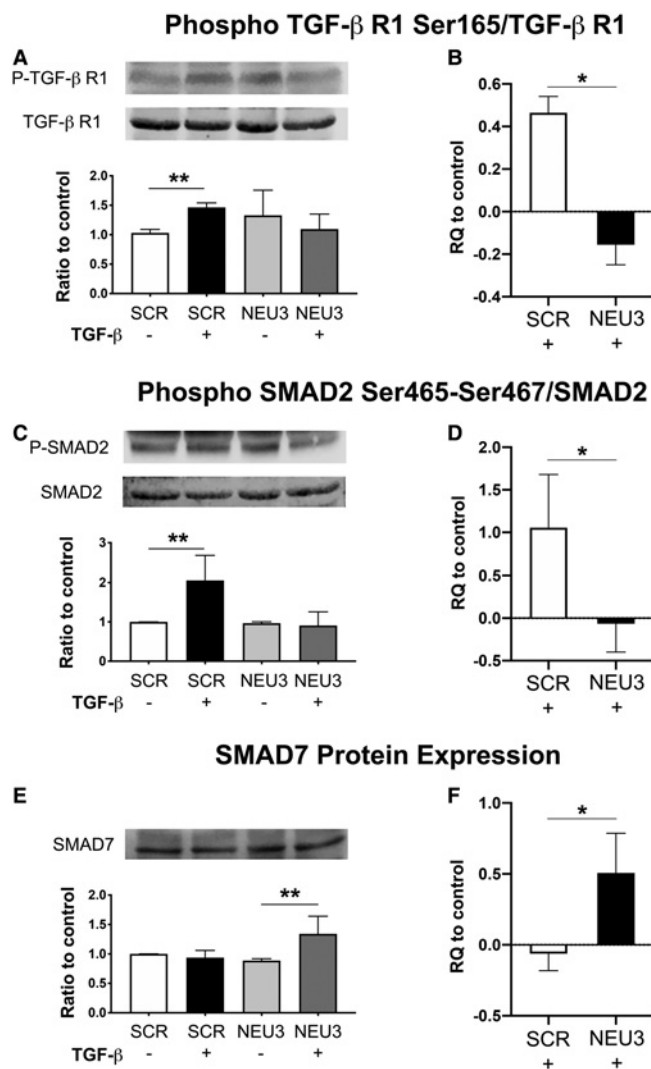 Phospho TGF-β R1 Ser165/TGF-β R1
A
P-TGF-β R1
TGF-β R1
Ratio to control
2.0
1.5
1.0
0.5
0.0
**
SCR SCR NEU3 NEU3
TGF-β - + - +
B
RQ to control
0.6
0.4
0.2
0.0
-0.2
-0.4
*
SCR NEU3
+ +
Phospho SMAD2 Ser465-Ser467/SMAD2
C
P-SMAD2
SMAD2
Ratio to control
3
2
1
0
**
SCR SCR NEU3 NEU3
TGF-β - + - +
D
RQ to control
2.0
1.5
1.0
0.5
0.0
-0.5
*
SCR NEU3
+ +
SMAD7 Protein Expression
E
SMAD7
Ratio to control
2.0
1.5
1.0
0.5
0.0
**
SCR SCR NEU3 NEU3
TGF-β - + - +
F
RQ to control
1.0
0.5
0.0
-0.5
*
SCR NEU3
+ +